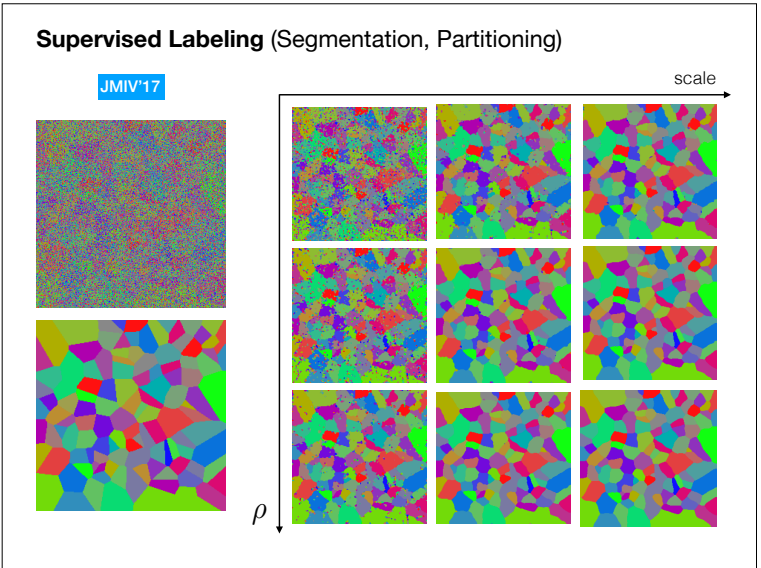 Supervised Labeling (Segmentation, Partitioning)
JMIV'17
scale
ρ